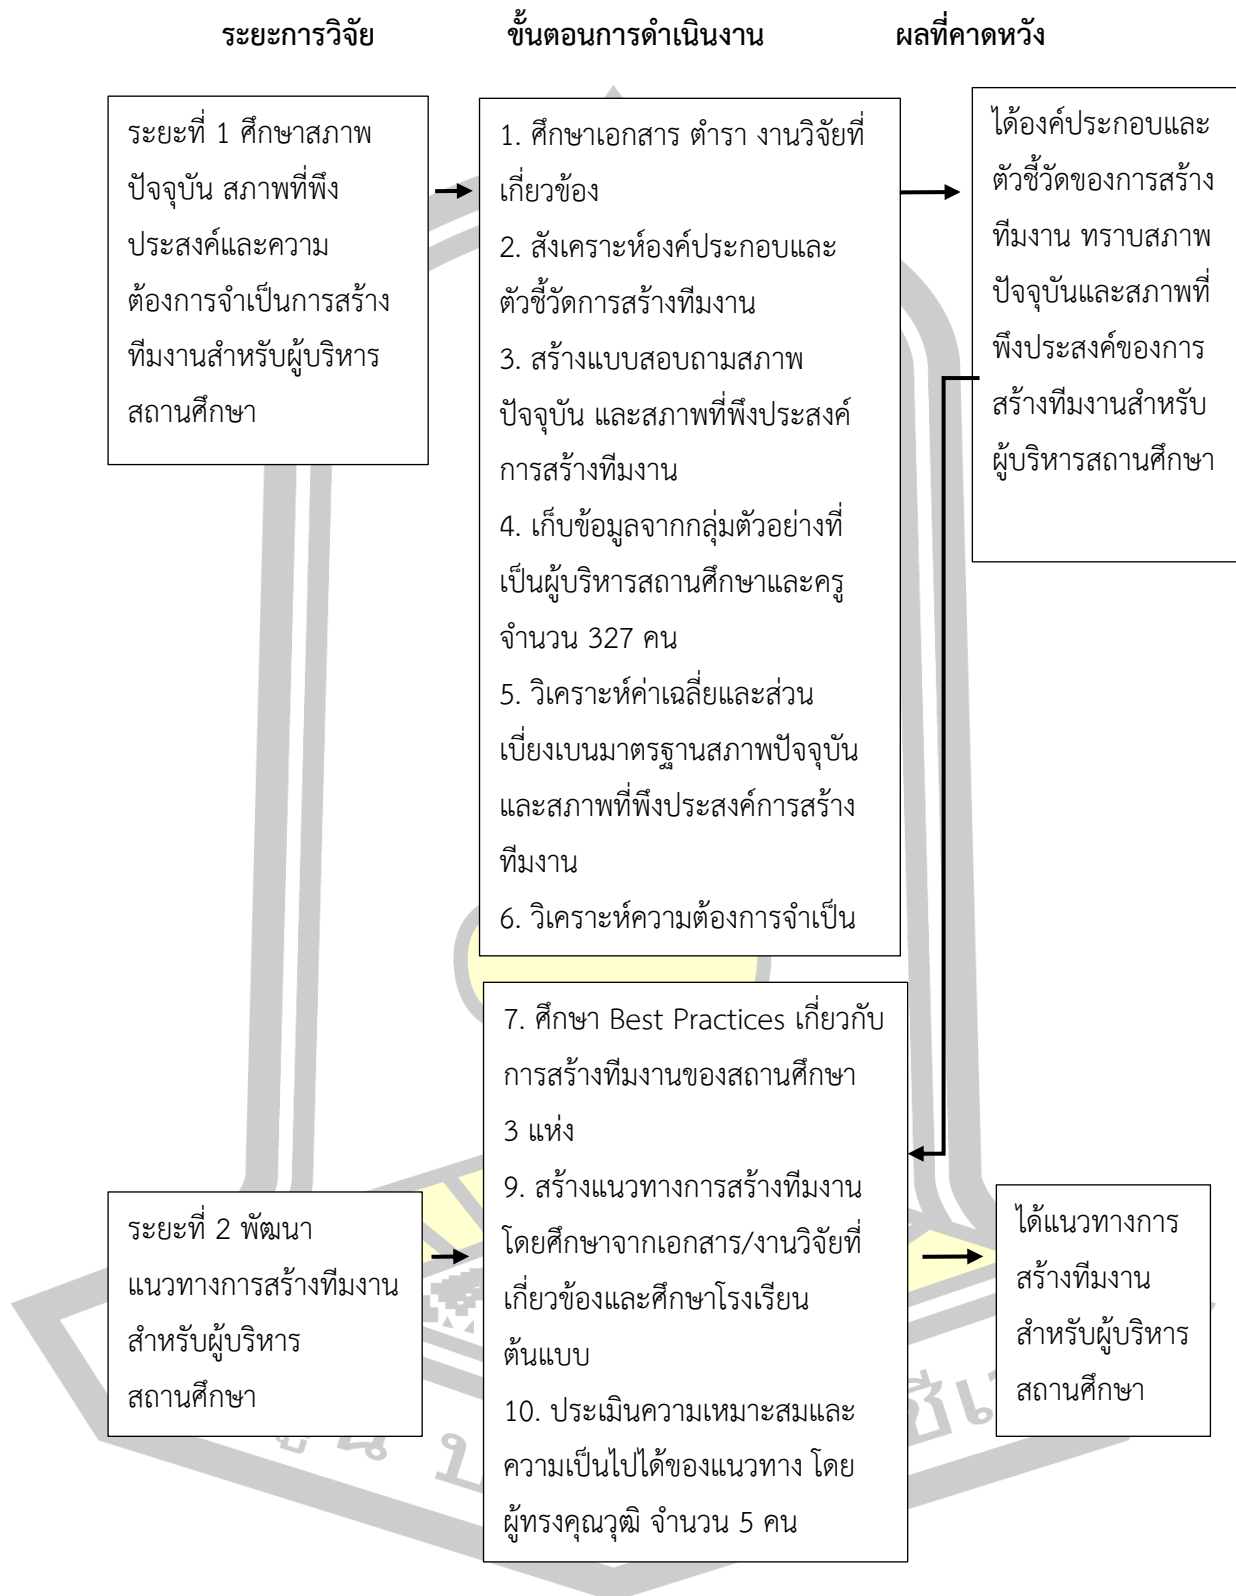 ระยะการวิจัย ขั้นตอนการดำเนินงาน ผลที่คาดหวัง
ระยะที่ 1 ศึกษาสภาพ
ปัจจุบัน สภาพที่พึง
ประสงค์และความ
ต้องการจำเป็นการสร้าง
ทีมงานสำหรับผู้บริหาร
สถานศึกษา
1. ศึกษาเอกสาร ตำรา งานวิจัยที่
เกี่ยวข้อง
2. สังเคราะห์องค์ประกอบและ
ตัวชี้วัดการสร้างทีมงาน
3. สร้างแบบสอบถามสภาพ
ปัจจุบัน และสภาพที่พึงประสงค์
การสร้างทีมงาน
4. เก็บข้อมูลจากกลุ่มตัวอย่างที่
เป็นผู้บริหารสถานศึกษาและครู
จำนวน 327 คน
5. วิเคราะห์ค่าเฉลี่ยและส่วน
เบี่ยงเบนมาตรฐานสภาพปัจจุบัน
และสภาพที่พึงประสงค์การสร้าง
ทีมงาน
6. วิเคราะห์ความต้องการจำเป็น
ได้องค์ประกอบและ
ตัวชี้วัดของการสร้าง
ทีมงาน ทราบสภาพ
ปัจจุบันและสภาพที่
พึงประสงค์ของการ
สร้างทีมงานสำหรับ
ผู้บริหารสถานศึกษา
ระยะที่ 2 พัฒนา
แนวทางการสร้างทีมงาน
สำหรับผู้บริหาร
สถานศึกษา
7. ศึกษา Best Practices เกี่ยวกับ
การสร้างทีมงานของสถานศึกษา
3 แห่ง
9. สร้างแนวทางการสร้างทีมงาน
โดยศึกษาจากเอกสาร/งานวิจัยที่
เกี่ยวข้องและศึกษาโรงเรียน
ต้นแบบ
10. ประเมินความเหมาะสมและ
ความเป็นไปได้ของแนวทาง โดย
ผู้ทรงคุณวุฒิ จำนวน 5 คน
ได้แนวทางการ
สร้างทีมงาน
สำหรับผู้บริหาร
สถานศึกษา